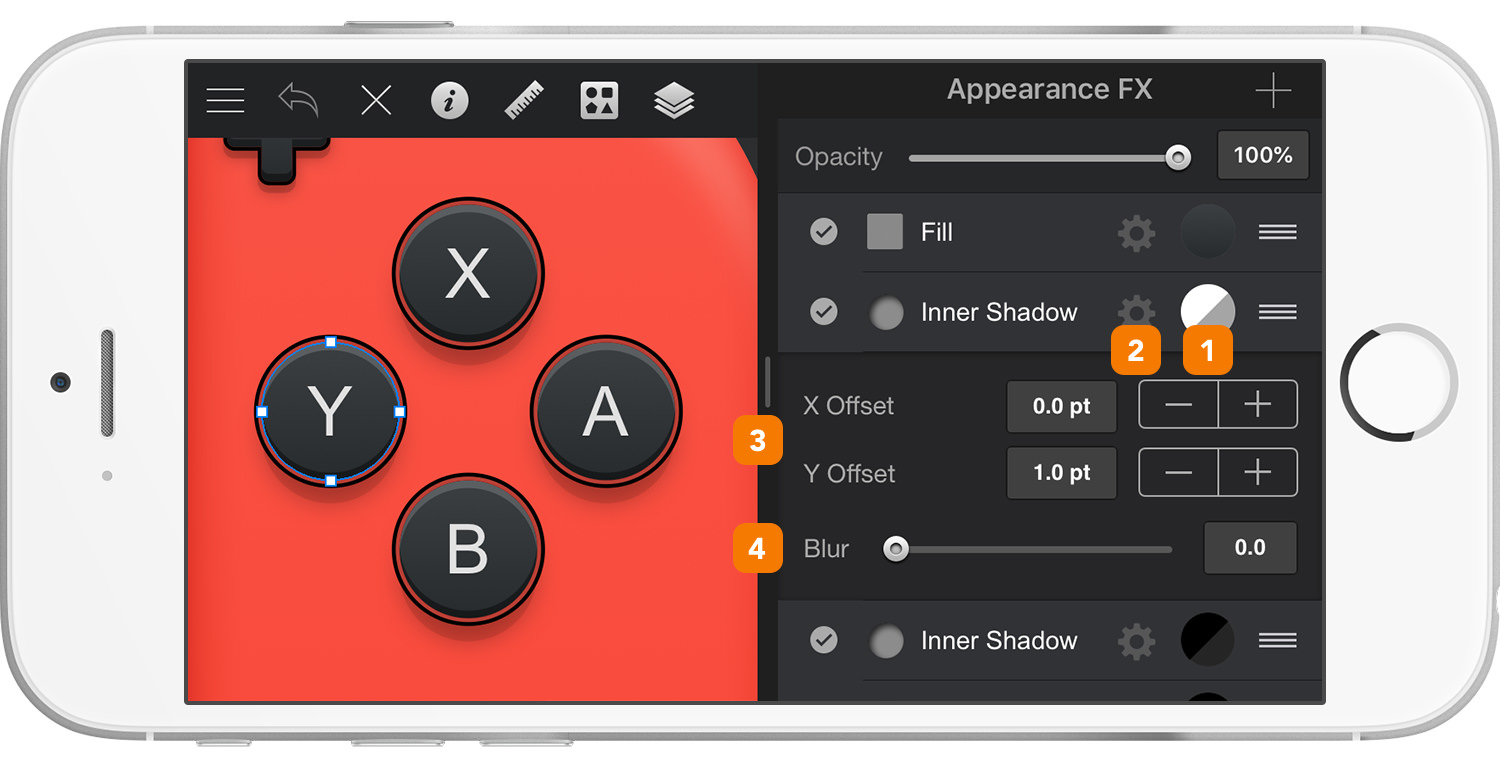 Appearance FX
Opacity 100%
Fill
Inner Shadow
2 1
X Offset 0.0 pt
3
Y Offset 1.0 pt
4 Blur 0.0
Inner Shadow
X
Y A
B